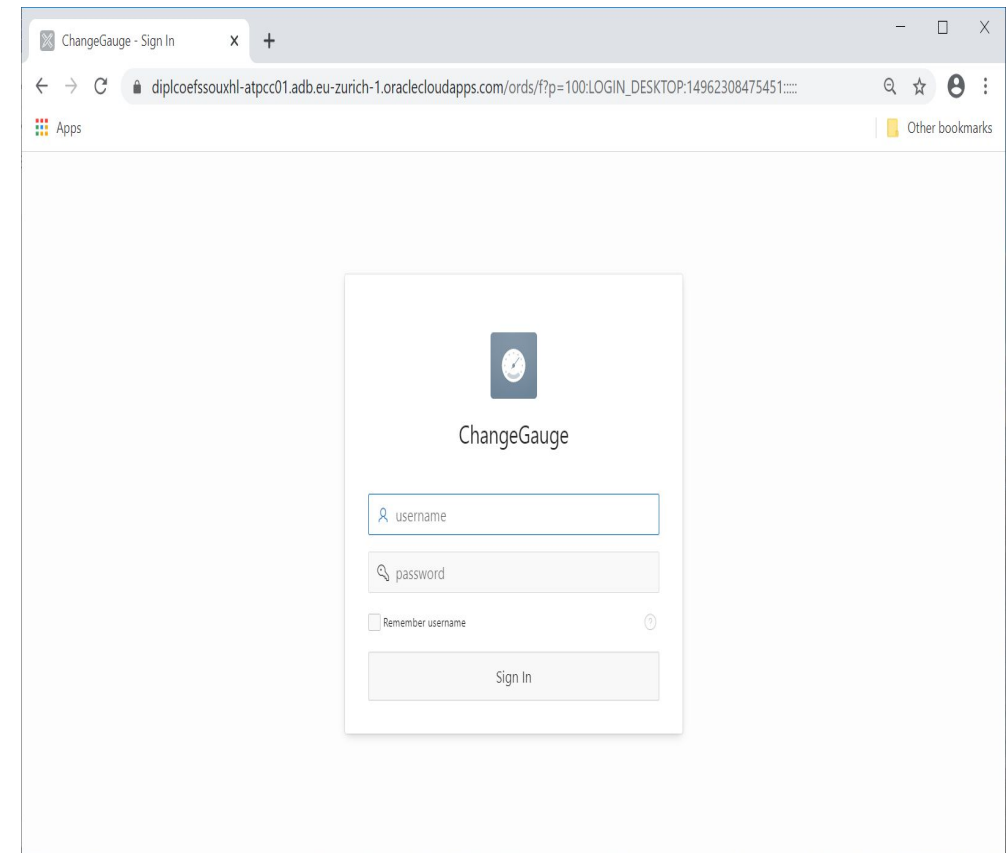 ChangeGauge - Sign In
diplcoefssouxhl-atpcc01.adb.eu-zurich-1.oraclecloudapps.com/ords/f?p=100:LOGIN_DESKTOP:14962308475451:::::
Apps
Other bookmarks
ChangeGauge
username
password
Remember username
Sign In